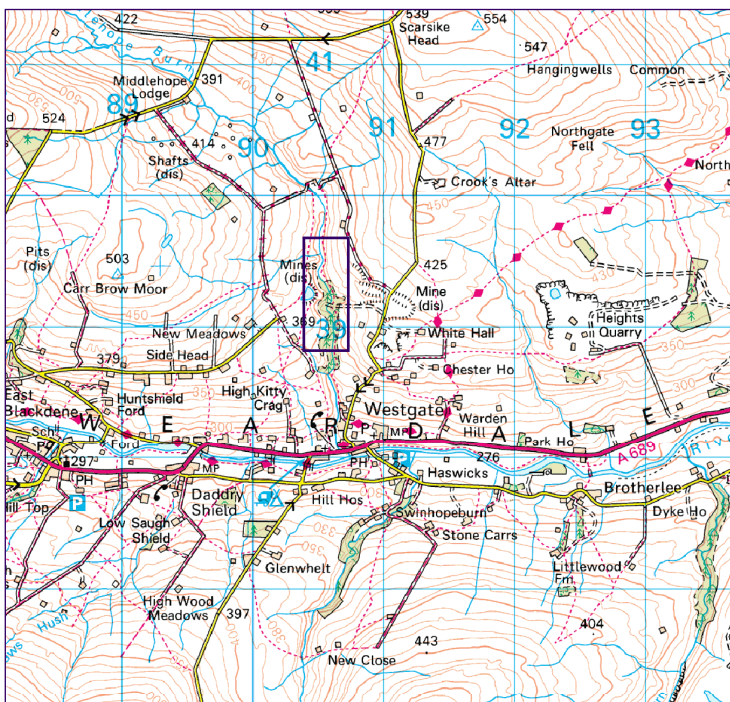 422
539
Scarsike
Head
554
547
Hangingwells Common
41
Middlehope
Lodge
391
89
524
90
91
92
93
414
Shafts
(dis)
477
Northgate
Fell
Crook's Altar
North
450
Pits
(dis)
503
Carr Brow Moor
Mines
(dis)
425
Mine
(dis)
369
39
White Hall
Heights
Quarry
New Meadows
Side Head
379
Chester Ho
East
Blackdene
Huntshield
Ford
High Kitty
Crag
Westgate
Warden
Hill
W E A R D A L E
Sch
Ford
297
PH
MP
P
MP
276
Park Ho
A 689
PH
Haswicks
Brotherlee
Dyke Ho
Hill Top
P
Daddry
Shield
Hill Hos
Low Saugh
Shield
Swinhopeburn
Stone Carrs
Glenwhelt
Littlewood
Frm
High Wood
Meadows
397
443
404
New Close
Hush